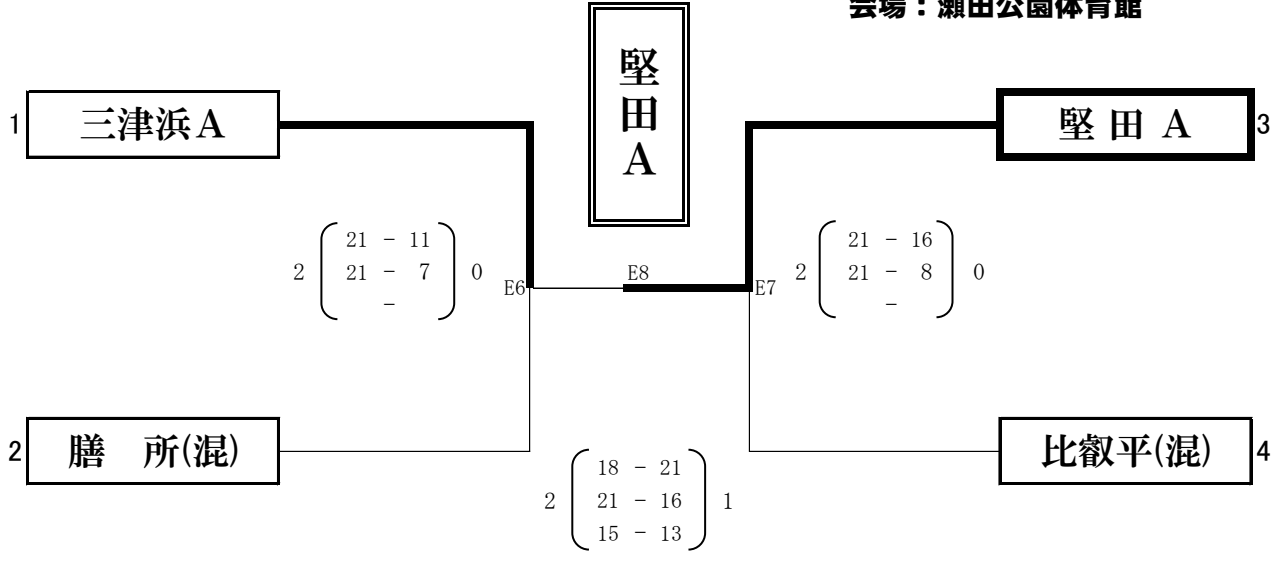 会場：瀬田公園体育館
堅田A
1 三津浜A
堅 田 A 3
21 － 11
2 21 － 7 0
－
21 － 16
2 21 － 8 0
－
E6
E8
E7
2 膳　所(混)
比叡平(混) 4
18 － 21
2 21 － 16 1
15 － 13